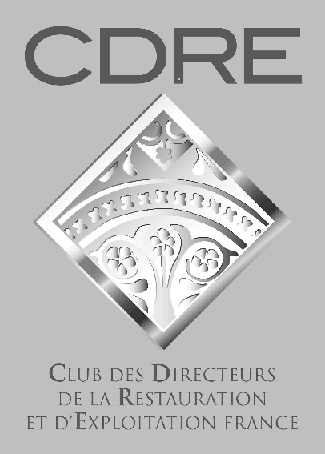 CDRE
CLUB DES DIRECTEURS
DE LA RESTAURATION
ET D'EXPLOITATION FRANCE